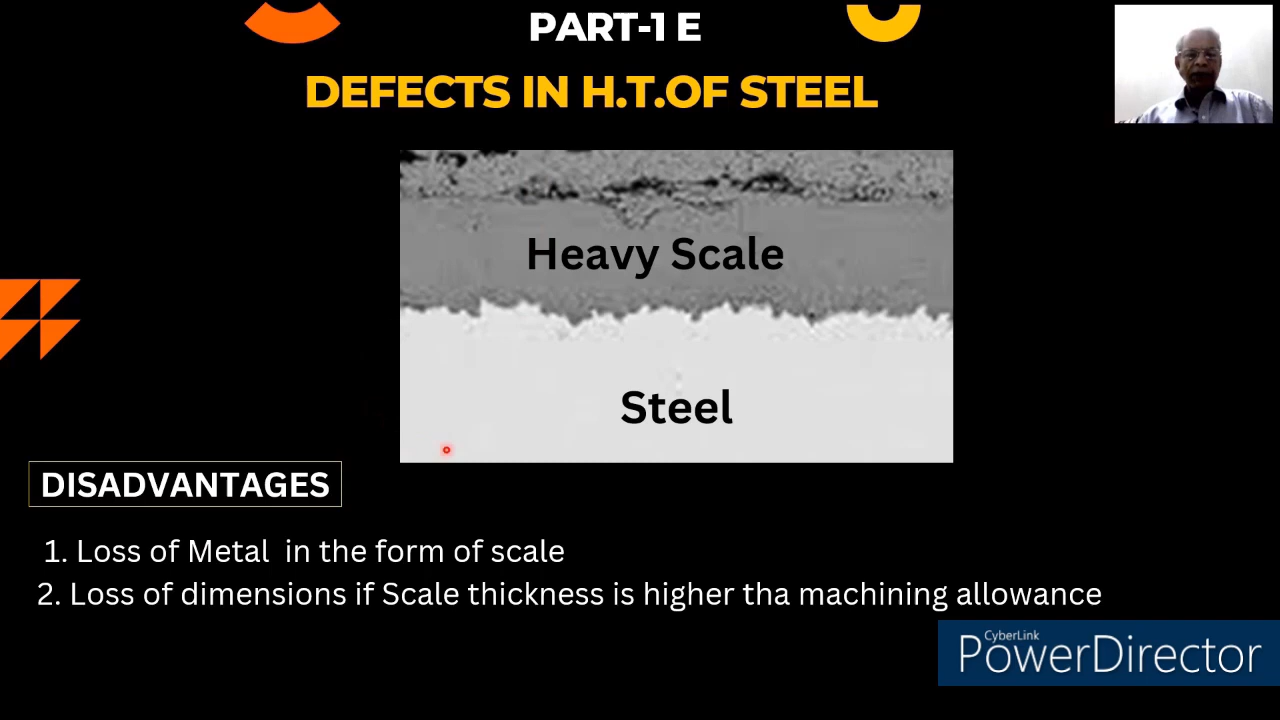 PART-1 E
DEFECTS IN H.T.OF STEEL
Heavy Scale
Steel
DISADVANTAGES
1. Loss of Metal  in the form of scale
2. Loss of dimensions if Scale thickness is higher tha machining allowance
CyberLink
PowerDirector